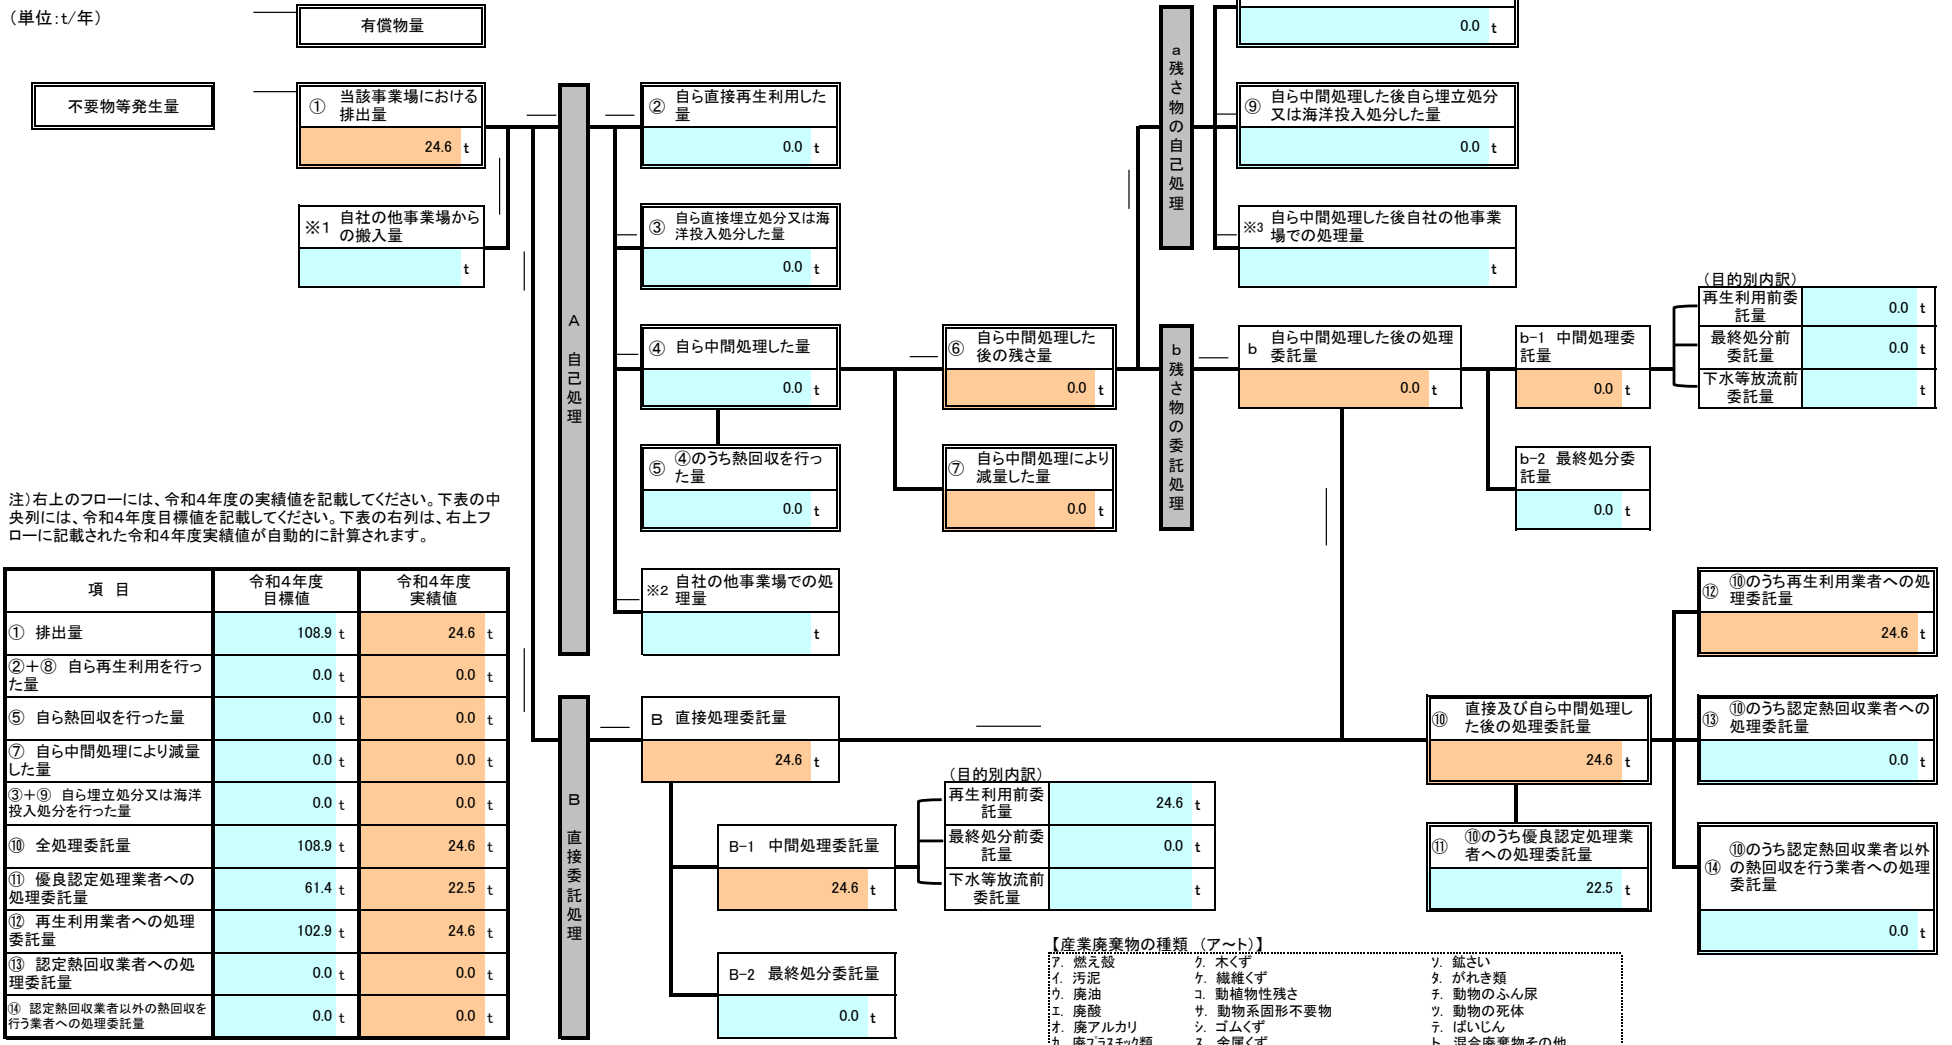 （単位:t/年）
有償物量
0.0 t
不要物等発生量
① 当該事業場における
排出量
24.6 t
※1 自社の他事業場から
の搬入量
t
A 自己処理
② 自ら直接再生利用した
量
0.0 t
③ 自ら直接埋立処分又は海
洋投入処分した量
0.0 t
④ 自ら中間処理した量
0.0 t
⑤ ④のうち熱回収を行っ
た量
0.0 t
※2 自社の他事業場での処
理量
t
⑥ 自ら中間処理した
後の残さ量
0.0 t
⑦ 自ら中間処理により
減量した量
0.0 t
a 残さ物の自己処理
⑨ 自ら中間処理した後自ら埋立処分
又は海洋投入処分した量
0.0 t
※3 自ら中間処理した後自社の他事業
場での処理量
t
b 残さ物の委託処理
b 自ら中間処理した後の処理
委託量
0.0 t
b-1 中間処理委
託量
0.0 t
b-2 最終処分委
託量
0.0 t
（目的別内訳）
再生利用前委
託量
0.0 t
最終処分前
委託量
0.0 t
下水等放流前
委託量
t
注）右上のフローには、令和４年度の実績値を記載してください。下表の中
央列には、令和４年度目標値を記載してください。下表の右列は、右上フ
ローに記載された令和４年度実績値が自動的に計算されます。
項 目 令和４年度
目標値 令和４年度
実績値
① 排出量 108.9 t 24.6 t
②＋⑧ 自ら再生利用を行っ
た量 0.0 t 0.0 t
⑤ 自ら熱回収を行った量 0.0 t 0.0 t
⑦ 自ら中間処理により減量
した量 0.0 t 0.0 t
③＋⑨ 自ら埋立処分又は海洋
投入処分を行った量 0.0 t 0.0 t
⑩ 全処理委託量 108.9 t 24.6 t
⑪ 優良認定処理業者への
処理委託量 61.4 t 22.5 t
⑫ 再生利用業者への処理
委託量 102.9 t 24.6 t
⑬ 認定熱回収業者への処
理委託量 0.0 t 0.0 t
⑭ 認定熱回収業者以外の熱回収を
行う業者への処理委託量 0.0 t 0.0 t
B 直接委託処理
B 直接処理委託量
24.6 t
B-1 中間処理委託量
24.6 t
B-2 最終処分委託量
0.0 t
（目的別内訳）
再生利用前委
託量
24.6 t
最終処分前委
託量
0.0 t
下水等放流前
委託量
t
⑩ 直接及び自ら中間処理し
た後の処理委託量
24.6 t
⑪ ⑩のうち優良認定処理業
者への処理委託量
22.5 t
⑫ ⑩のうち再生利用業者への処
理委託量
24.6 t
⑬ ⑩のうち認定熱回収業者への
処理委託量
0.0 t
⑭ ⑩のうち認定熱回収業者以外
の熱回収を行う業者への処理
委託量
0.0 t
【産業廃棄物の種類 （ア～ト）】
ア. 燃え殻 ク. 木くず ソ. 鉱さい
イ. 汚泥 ケ. 繊維くず タ. がれき類
ウ. 廃油 コ. 動植物性残さ チ. 動物のふん尿
エ. 廃酸 サ. 動物系固形不要物 ツ. 動物の死体
オ. 廃アルカリ シ. ゴムくず テ. ばいじん
カ. 廃プラスチック類 ス. 金属くず ト. 混合廃棄物その他